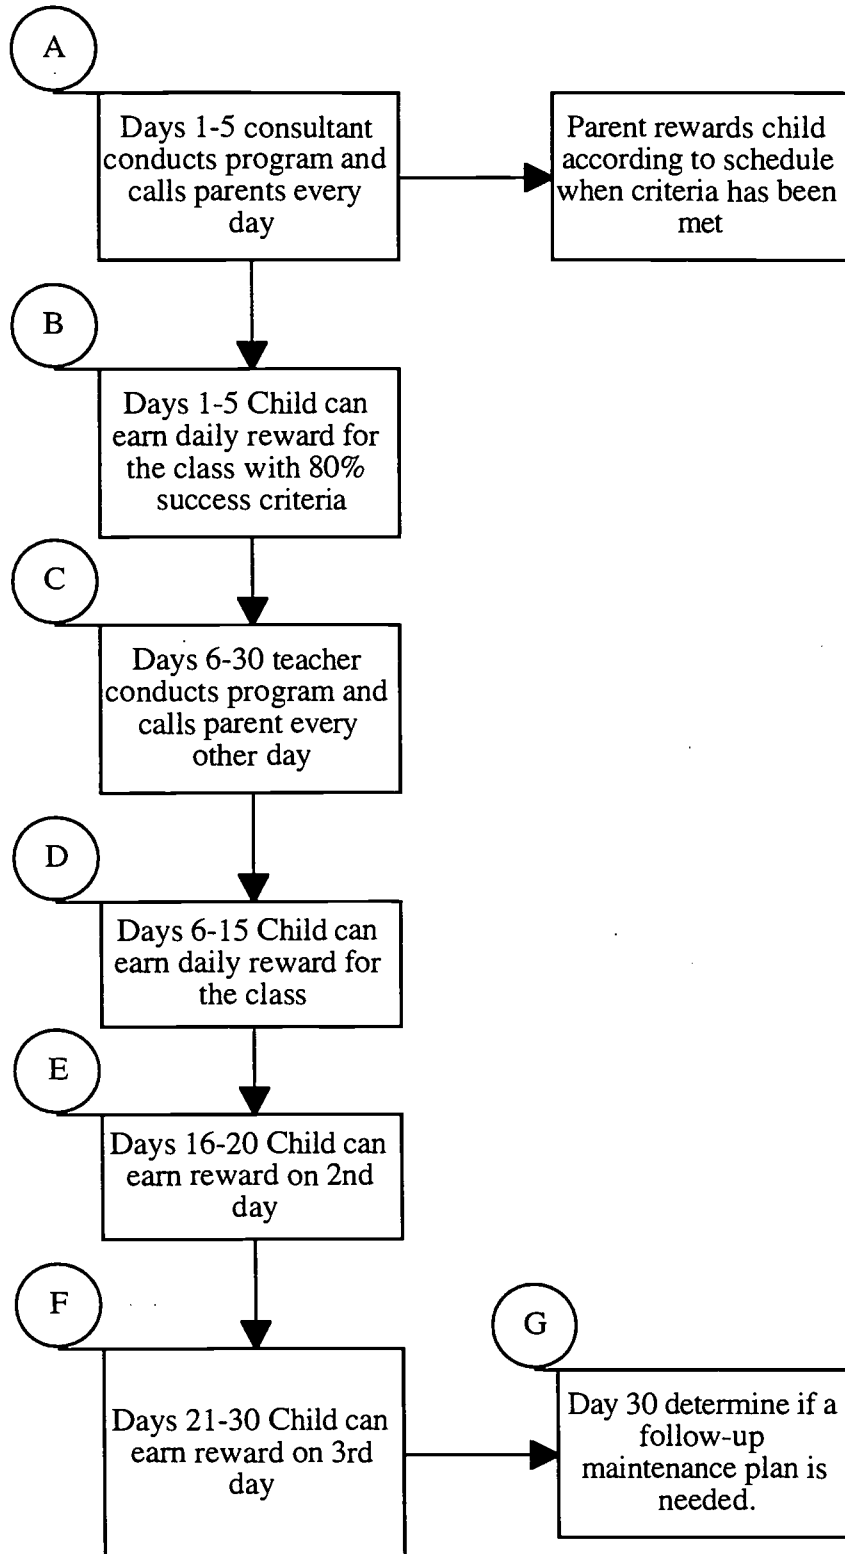 A
Days 1-5 consultant
conducts program and
calls parents every
day
Parent rewards child
according to schedule
when criteria has been
met
B
Days 1-5 Child can
earn daily reward for
the class with 80%
success criteria
C
Days 6-30 teacher
conducts program and
calls parent every
other day
D
Days 6-15 Child can
earn daily reward for
the class
E
Days 16-20 Child can
earn reward on 2nd
day
F
Days 21-30 Child can
earn reward on 3rd
day
G
Day 30 determine if a
follow-up
maintenance plan is
needed.